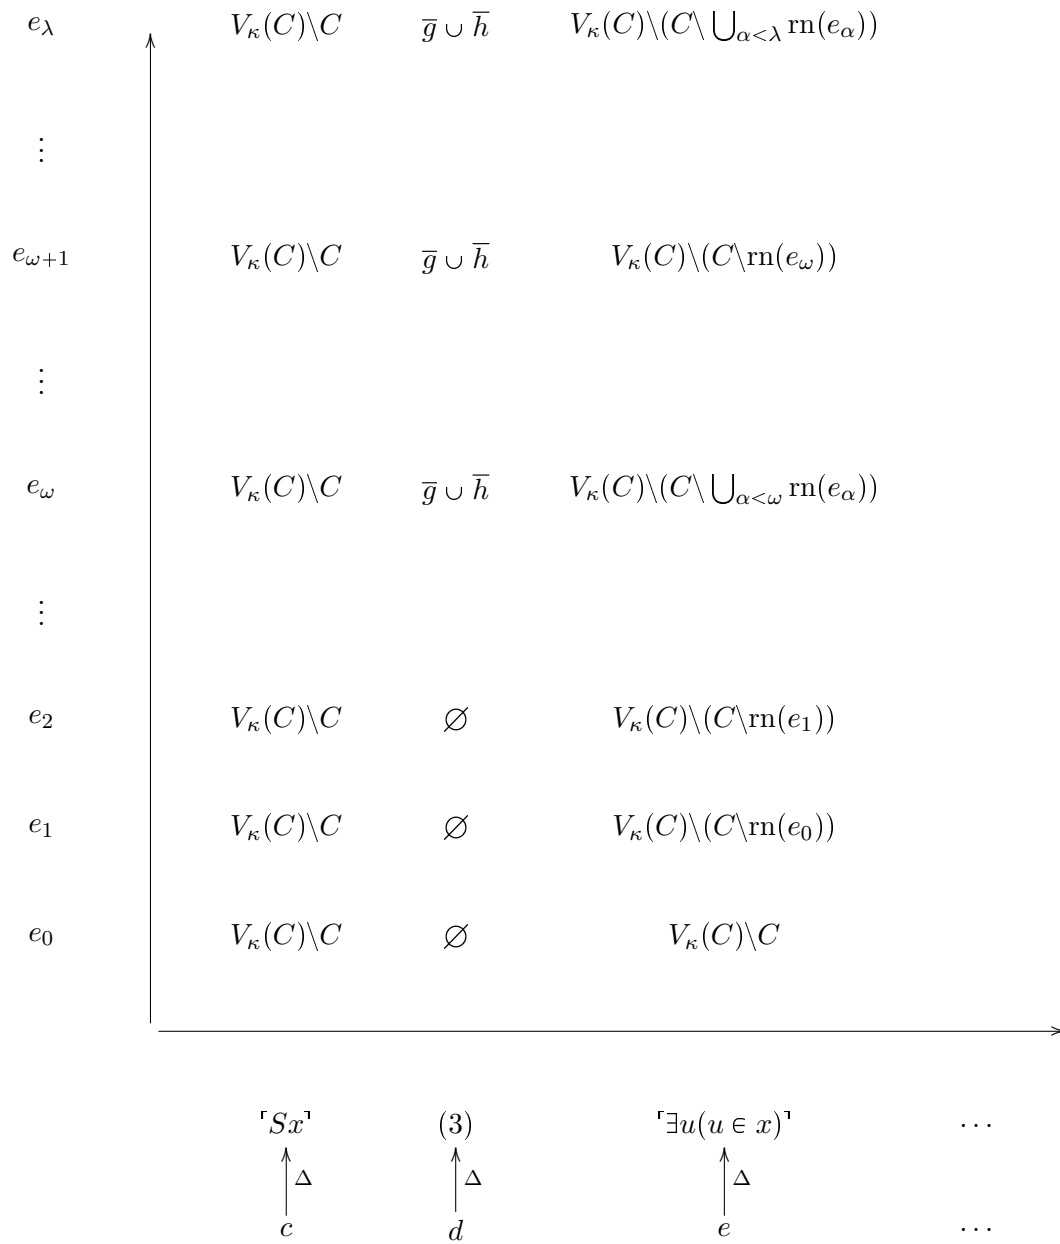 e_λ V_κ(C)\C g̅ ∪ h̅ V_κ(C)\(C\ ⋃_{α<λ} rn(e_α))
⋮
e_{ω+1} V_κ(C)\C g̅ ∪ h̅ V_κ(C)\(C\rn(e_ω))
⋮
e_ω V_κ(C)\C g̅ ∪ h̅ V_κ(C)\(C\ ⋃_{α<ω} rn(e_α))
⋮
e_2 V_κ(C)\C ∅ V_κ(C)\(C\rn(e_1))
e_1 V_κ(C)\C ∅ V_κ(C)\(C\rn(e_0))
e_0 V_κ(C)\C ∅ V_κ(C)\C
⌜Sx⌝ (3) ⌜∃u(u ∈ x)⌝ ⋯
Δ Δ Δ
c d e ⋯